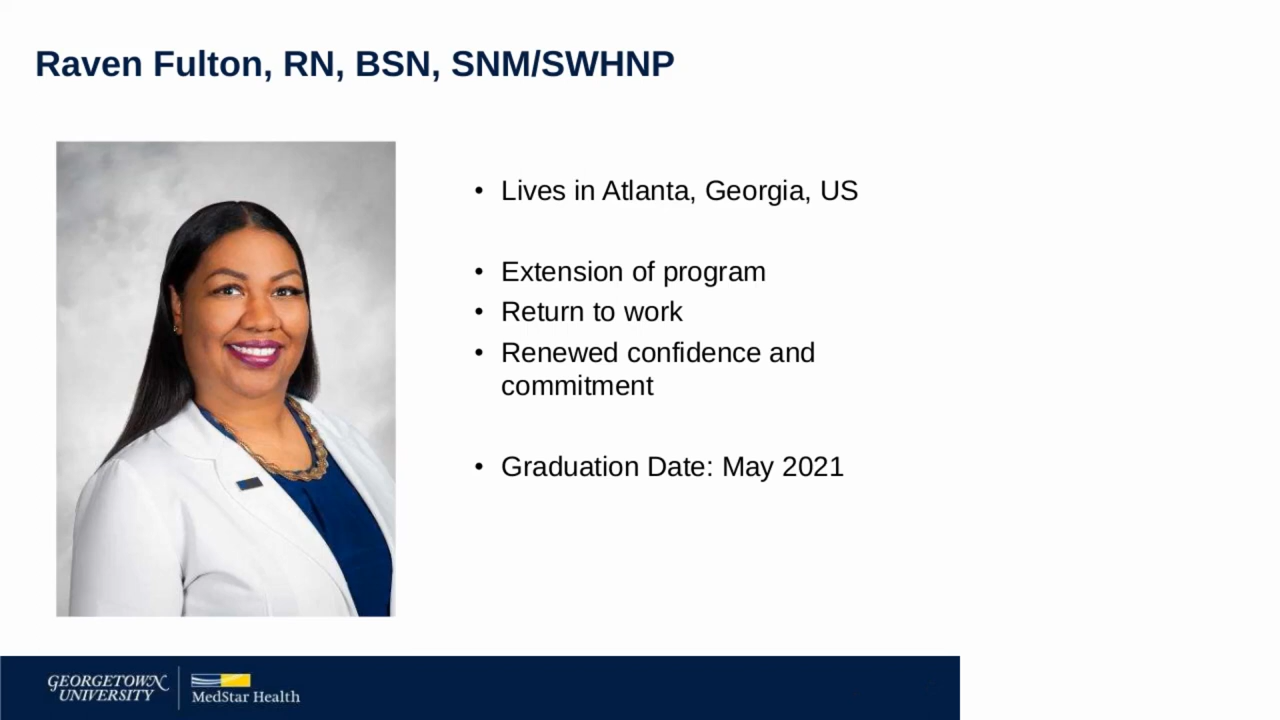 Raven Fulton, RN, BSN, SNM/SWHNP
• Lives in Atlanta, Georgia, US
• Extension of program
• Return to work
• Renewed confidence and
commitment
• Graduation Date: May 2021
GEORGETOWN
UNIVERSITY
MedStar Health